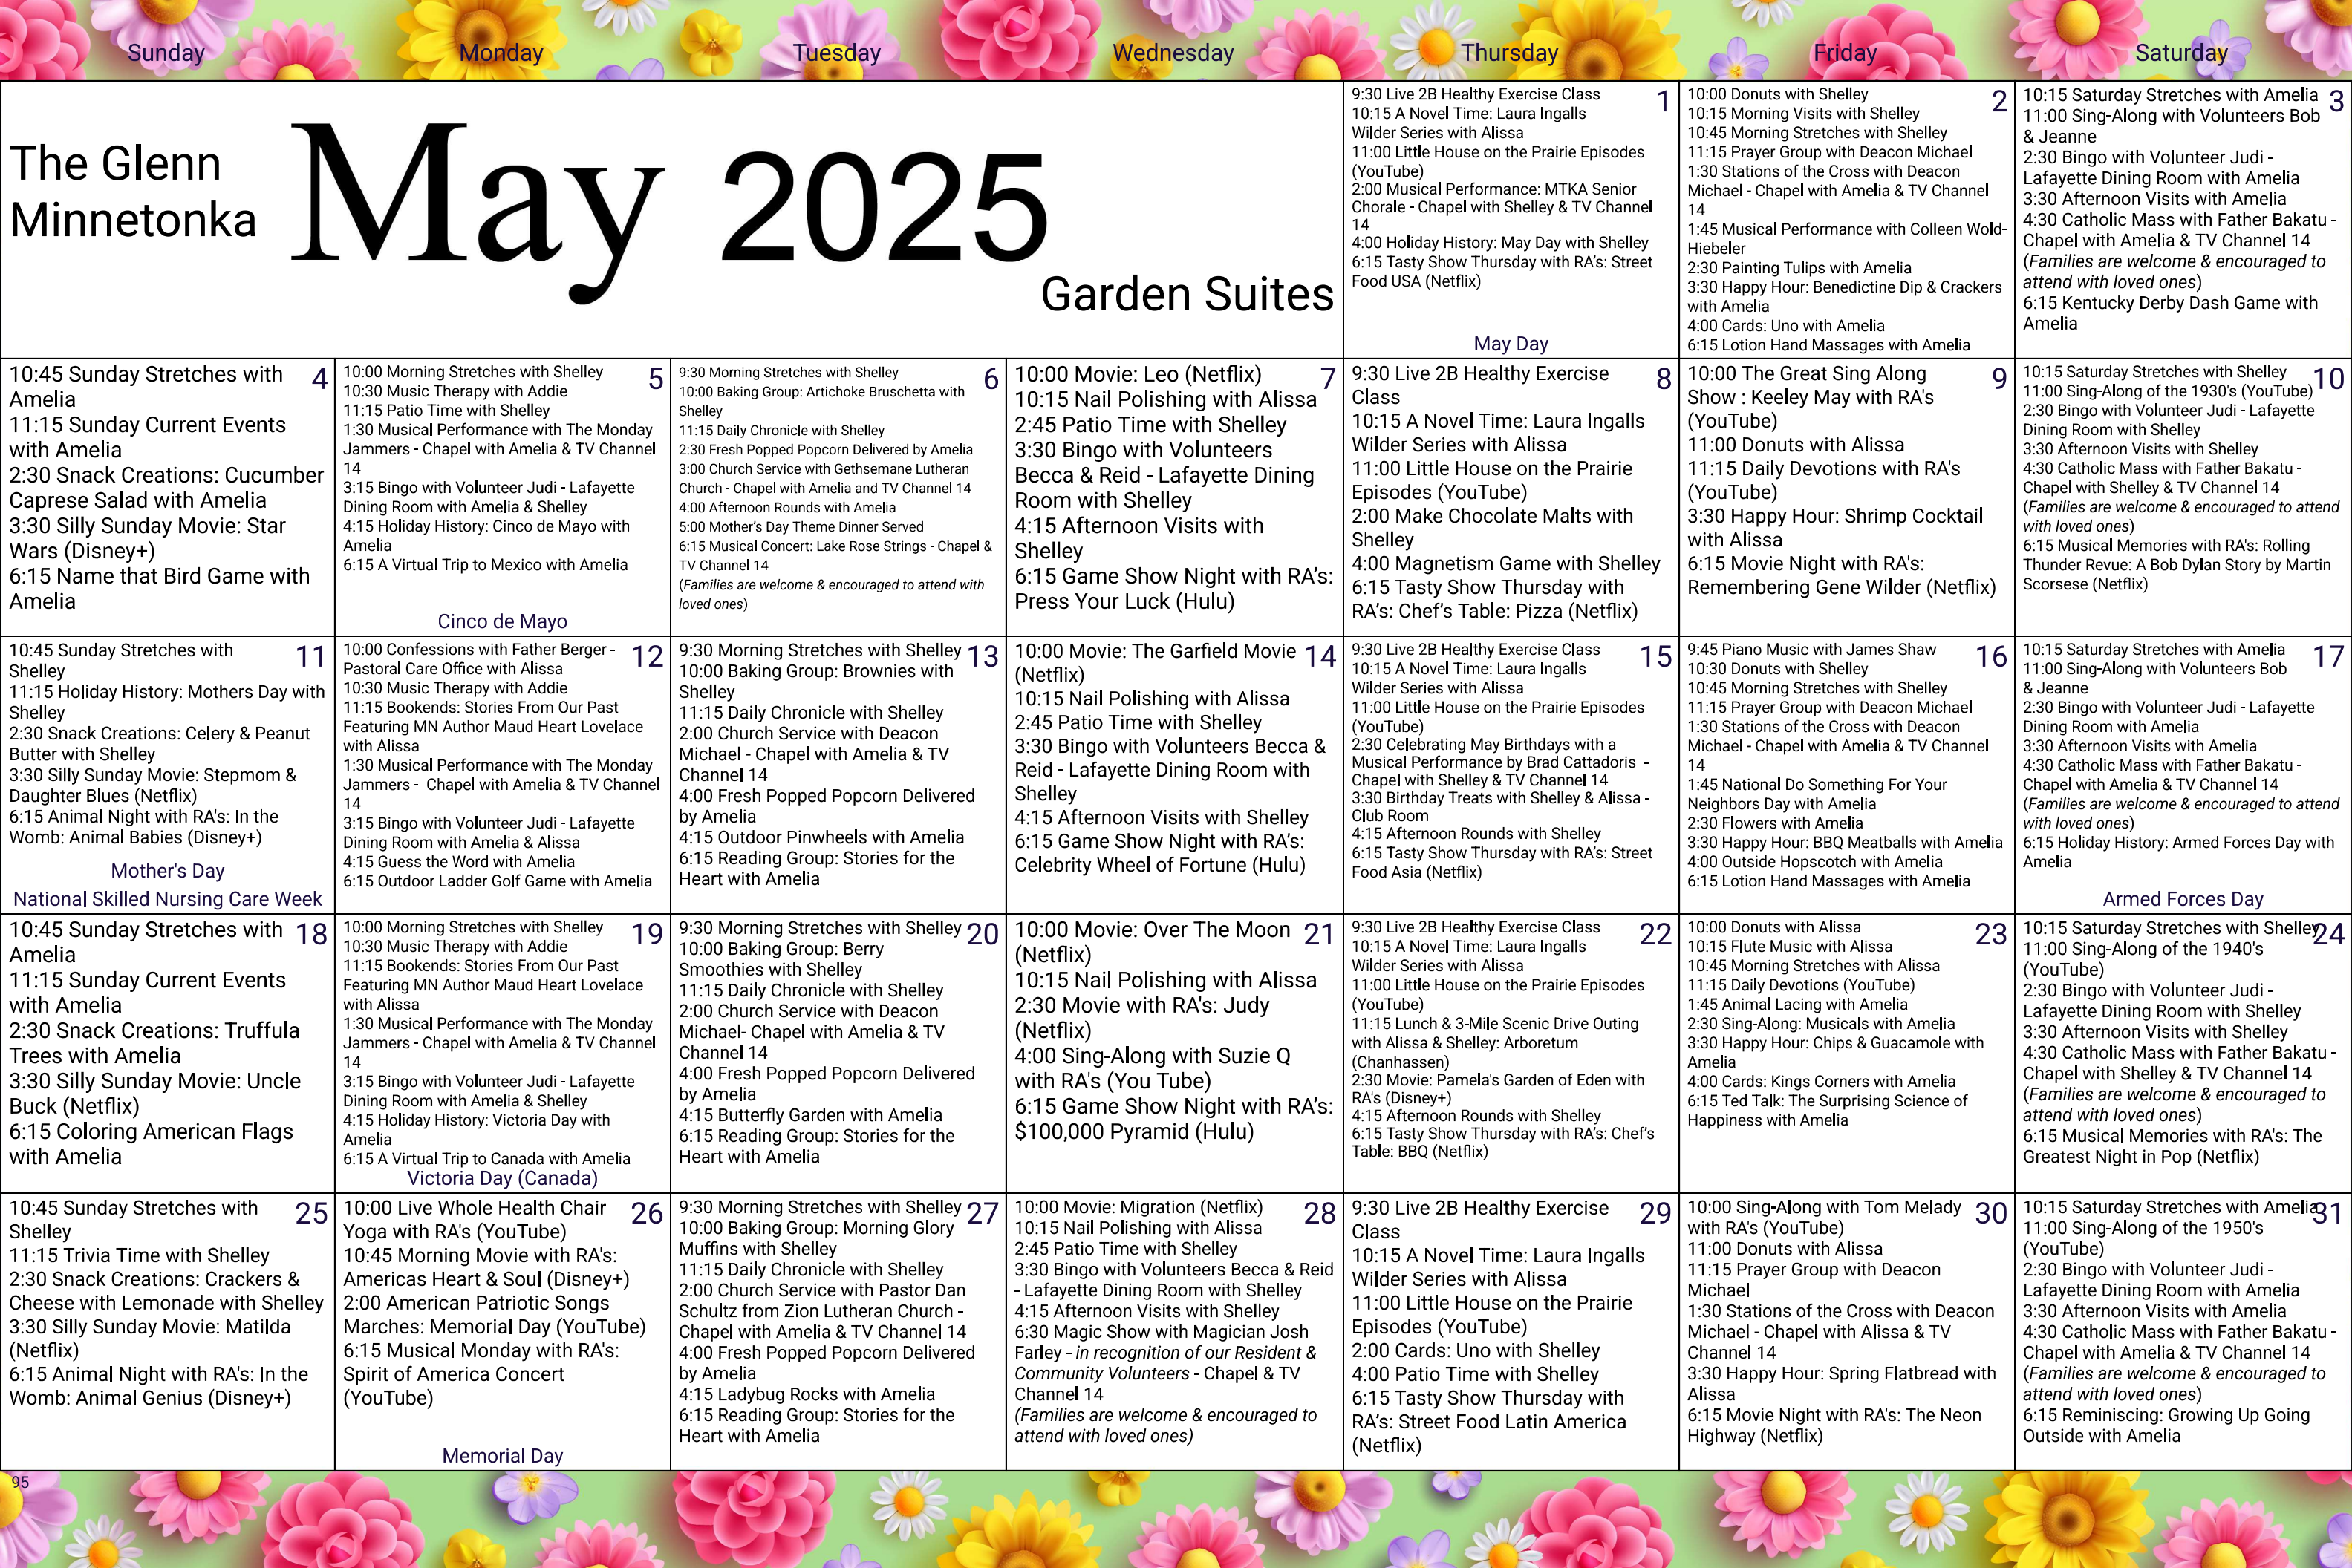 Sunday
Monday
Tuesday
Wednesday
Thursday
Friday
Saturday
The Glenn
Minnetonka
May 2025
Garden Suites
1
9:30 Live 2B Healthy Exercise Class
10:15 A Novel Time: Laura Ingalls
Wilder Series with Alissa
11:00 Little House on the Prairie Episodes
(YouTube)
2:00 Musical Performance: MTKA Senior
Chorale - Chapel with Shelley & TV Channel
14
4:00 Holiday History: May Day with Shelley
6:15 Tasty Show Thursday with RA's: Street
Food USA (Netflix)
May Day
2
10:00 Donuts with Shelley
10:15 Morning Visits with Shelley
10:45 Morning Stretches with Shelley
11:15 Prayer Group with Deacon Michael
1:30 Stations of the Cross with Deacon
Michael - Chapel with Amelia & TV Channel
14
1:45 Musical Performance with Colleen Wold-
Hiebeler
2:30 Painting Tulips with Amelia
3:30 Happy Hour: Benedictine Dip & Crackers
with Amelia
4:00 Cards: Uno with Amelia
6:15 Lotion Hand Massages with Amelia
3
10:15 Saturday Stretches with Amelia
11:00 Sing-Along with Volunteers Bob
& Jeanne
2:30 Bingo with Volunteer Judi -
Lafayette Dining Room with Amelia
3:30 Afternoon Visits with Amelia
4:30 Catholic Mass with Father Bakatu -
Chapel with Amelia & TV Channel 14
(Families are welcome & encouraged to
attend with loved ones)
6:15 Kentucky Derby Dash Game with
Amelia
4
10:45 Sunday Stretches with
Amelia
11:15 Sunday Current Events
with Amelia
2:30 Snack Creations: Cucumber
Caprese Salad with Amelia
3:30 Silly Sunday Movie: Star
Wars (Disney+)
6:15 Name that Bird Game with
Amelia
5
10:00 Morning Stretches with Shelley
10:30 Music Therapy with Addie
11:15 Patio Time with Shelley
1:30 Musical Performance with The Monday
Jammers - Chapel with Amelia & TV Channel
14
3:15 Bingo with Volunteer Judi - Lafayette
Dining Room with Amelia & Shelley
4:15 Holiday History: Cinco de Mayo with
Amelia
6:15 A Virtual Trip to Mexico with Amelia
Cinco de Mayo
6
9:30 Morning Stretches with Shelley
10:00 Baking Group: Artichoke Bruschetta with
Shelley
11:15 Daily Chronicle with Shelley
2:30 Fresh Popped Popcorn Delivered by Amelia
3:00 Church Service with Gethsemane Lutheran
Church - Chapel with Amelia and TV Channel 14
4:00 Afternoon Rounds with Amelia
5:00 Mother's Day Theme Dinner Served
6:15 Musical Concert: Lake Rose Strings - Chapel &
TV Channel 14
(Families are welcome & encouraged to attend with
loved ones)
7
10:00 Movie: Leo (Netflix)
10:15 Nail Polishing with Alissa
2:45 Patio Time with Shelley
3:30 Bingo with Volunteers
Becca & Reid - Lafayette Dining
Room with Shelley
4:15 Afternoon Visits with
Shelley
6:15 Game Show Night with RA's:
Press Your Luck (Hulu)
8
9:30 Live 2B Healthy Exercise
Class
10:15 A Novel Time: Laura Ingalls
Wilder Series with Alissa
11:00 Little House on the Prairie
Episodes (YouTube)
2:00 Make Chocolate Malts with
Shelley
4:00 Magnetism Game with Shelley
6:15 Tasty Show Thursday with
RA's: Chef's Table: Pizza (Netflix)
9
10:00 The Great Sing Along
Show : Keeley May with RA's
(YouTube)
11:00 Donuts with Alissa
11:15 Daily Devotions with RA's
(YouTube)
3:30 Happy Hour: Shrimp Cocktail
with Alissa
6:15 Movie Night with RA's:
Remembering Gene Wilder (Netflix)
10
10:15 Saturday Stretches with Shelley
11:00 Sing-Along of the 1930's (YouTube)
2:30 Bingo with Volunteer Judi - Lafayette
Dining Room with Shelley
3:30 Afternoon Visits with Shelley
4:30 Catholic Mass with Father Bakatu -
Chapel with Shelley & TV Channel 14
(Families are welcome & encouraged to attend
with loved ones)
6:15 Musical Memories with RA's: Rolling
Thunder Revue: A Bob Dylan Story by Martin
Scorsese (Netflix)
11
10:45 Sunday Stretches with
Shelley
11:15 Holiday History: Mothers Day with
Shelley
2:30 Snack Creations: Celery & Peanut
Butter with Shelley
3:30 Silly Sunday Movie: Stepmom &
Daughter Blues (Netflix)
6:15 Animal Night with RA's: In the
Womb: Animal Babies (Disney+)
Mother's Day
National Skilled Nursing Care Week
12
10:00 Confessions with Father Berger -
Pastoral Care Office with Alissa
10:30 Music Therapy with Addie
11:15 Bookends: Stories From Our Past
Featuring MN Author Maud Heart Lovelace
with Alissa
1:30 Musical Performance with The Monday
Jammers - Chapel with Amelia & TV Channel
14
3:15 Bingo with Volunteer Judi - Lafayette
Dining Room with Amelia & Alissa
4:15 Guess the Word with Amelia
6:15 Outdoor Ladder Golf Game with Amelia
13
9:30 Morning Stretches with Shelley
10:00 Baking Group: Brownies with
Shelley
11:15 Daily Chronicle with Shelley
2:00 Church Service with Deacon
Michael - Chapel with Amelia & TV
Channel 14
4:00 Fresh Popped Popcorn Delivered
by Amelia
4:15 Outdoor Pinwheels with Amelia
6:15 Reading Group: Stories for the
Heart with Amelia
14
10:00 Movie: The Garfield Movie
(Netflix)
10:15 Nail Polishing with Alissa
2:45 Patio Time with Shelley
3:30 Bingo with Volunteers Becca &
Reid - Lafayette Dining Room with
Shelley
4:15 Afternoon Visits with Shelley
6:15 Game Show Night with RA's:
Celebrity Wheel of Fortune (Hulu)
15
9:30 Live 2B Healthy Exercise Class
10:15 A Novel Time: Laura Ingalls
Wilder Series with Alissa
11:00 Little House on the Prairie Episodes
(YouTube)
2:30 Celebrating May Birthdays with a
Musical Performance by Brad Cattadoris -
Chapel with Shelley & TV Channel 14
3:30 Birthday Treats with Shelley & Alissa -
Club Room
4:15 Afternoon Rounds with Shelley
6:15 Tasty Show Thursday with RA's: Street
Food Asia (Netflix)
16
9:45 Piano Music with James Shaw
10:30 Donuts with Shelley
10:45 Morning Stretches with Shelley
11:15 Prayer Group with Deacon Michael
1:30 Stations of the Cross with Deacon
Michael - Chapel with Amelia & TV Channel
14
1:45 National Do Something For Your
Neighbors Day with Amelia
2:30 Flowers with Amelia
3:30 Happy Hour: BBQ Meatballs with Amelia
4:00 Outside Hopscotch with Amelia
6:15 Lotion Hand Massages with Amelia
17
10:15 Saturday Stretches with Amelia
11:00 Sing-Along with Volunteers Bob
& Jeanne
2:30 Bingo with Volunteer Judi - Lafayette
Dining Room with Amelia
3:30 Afternoon Visits with Amelia
4:30 Catholic Mass with Father Bakatu -
Chapel with Amelia & TV Channel 14
(Families are welcome & encouraged to attend
with loved ones)
6:15 Holiday History: Armed Forces Day with
Amelia
Armed Forces Day
18
10:45 Sunday Stretches with
Amelia
11:15 Sunday Current Events
with Amelia
2:30 Snack Creations: Truffula
Trees with Amelia
3:30 Silly Sunday Movie: Uncle
Buck (Netflix)
6:15 Coloring American Flags
with Amelia
19
10:00 Morning Stretches with Shelley
10:30 Music Therapy with Addie
11:15 Bookends: Stories From Our Past
Featuring MN Author Maud Heart Lovelace
with Alissa
1:30 Musical Performance with The Monday
Jammers - Chapel with Amelia & TV Channel
14
3:15 Bingo with Volunteer Judi - Lafayette
Dining Room with Amelia & Shelley
4:15 Holiday History: Victoria Day with
Amelia
6:15 A Virtual Trip to Canada with Amelia
Victoria Day (Canada)
20
9:30 Morning Stretches with Shelley
10:00 Baking Group: Berry
Smoothies with Shelley
11:15 Daily Chronicle with Shelley
2:00 Church Service with Deacon
Michael- Chapel with Amelia & TV
Channel 14
4:00 Fresh Popped Popcorn Delivered
by Amelia
4:15 Butterfly Garden with Amelia
6:15 Reading Group: Stories for the
Heart with Amelia
21
10:00 Movie: Over The Moon
(Netflix)
10:15 Nail Polishing with Alissa
2:30 Movie with RA's: Judy
(Netflix)
4:00 Sing-Along with Suzie Q
with RA's (You Tube)
6:15 Game Show Night with RA's:
$100,000 Pyramid (Hulu)
22
9:30 Live 2B Healthy Exercise Class
10:15 A Novel Time: Laura Ingalls
Wilder Series with Alissa
11:00 Little House on the Prairie Episodes
(YouTube)
11:15 Lunch & 3-Mile Scenic Drive Outing
with Alissa & Shelley: Arboretum
(Chanhassen)
2:30 Movie: Pamela's Garden of Eden with
RA's (Disney+)
4:15 Afternoon Rounds with Shelley
6:15 Tasty Show Thursday with RA's: Chef's
Table: BBQ (Netflix)
23
10:00 Donuts with Alissa
10:15 Flute Music with Alissa
10:45 Morning Stretches with Alissa
11:15 Daily Devotions (YouTube)
1:45 Animal Lacing with Amelia
2:30 Sing-Along: Musicals with Amelia
3:30 Happy Hour: Chips & Guacamole with
Amelia
4:00 Cards: Kings Corners with Amelia
6:15 Ted Talk: The Surprising Science of
Happiness with Amelia
24
10:15 Saturday Stretches with Shelley
11:00 Sing-Along of the 1940's
(YouTube)
2:30 Bingo with Volunteer Judi -
Lafayette Dining Room with Shelley
3:30 Afternoon Visits with Shelley
4:30 Catholic Mass with Father Bakatu -
Chapel with Shelley & TV Channel 14
(Families are welcome & encouraged to
attend with loved ones)
6:15 Musical Memories with RA's: The
Greatest Night in Pop (Netflix)
25
10:45 Sunday Stretches with
Shelley
11:15 Trivia Time with Shelley
2:30 Snack Creations: Crackers &
Cheese with Lemonade with Shelley
3:30 Silly Sunday Movie: Matilda
(Netflix)
6:15 Animal Night with RA's: In the
Womb: Animal Genius (Disney+)
26
10:00 Live Whole Health Chair
Yoga with RA's (YouTube)
10:45 Morning Movie with RA's:
Americas Heart & Soul (Disney+)
2:00 American Patriotic Songs
Marches: Memorial Day (YouTube)
6:15 Musical Monday with RA's:
Spirit of America Concert
(YouTube)
Memorial Day
27
9:30 Morning Stretches with Shelley
10:00 Baking Group: Morning Glory
Muffins with Shelley
11:15 Daily Chronicle with Shelley
2:00 Church Service with Pastor Dan
Schultz from Zion Lutheran Church -
Chapel with Amelia & TV Channel 14
4:00 Fresh Popped Popcorn Delivered
by Amelia
4:15 Ladybug Rocks with Amelia
6:15 Reading Group: Stories for the
Heart with Amelia
28
10:00 Movie: Migration (Netflix)
10:15 Nail Polishing with Alissa
2:45 Patio Time with Shelley
3:30 Bingo with Volunteers Becca & Reid
- Lafayette Dining Room with Shelley
4:15 Afternoon Visits with Shelley
6:30 Magic Show with Magician Josh
Farley - in recognition of our Resident &
Community Volunteers - Chapel & TV
Channel 14
(Families are welcome & encouraged to
attend with loved ones)
29
9:30 Live 2B Healthy Exercise
Class
10:15 A Novel Time: Laura Ingalls
Wilder Series with Alissa
11:00 Little House on the Prairie
Episodes (YouTube)
2:00 Cards: Uno with Shelley
4:00 Patio Time with Shelley
6:15 Tasty Show Thursday with
RA's: Street Food Latin America
(Netflix)
30
10:00 Sing-Along with Tom Melady
with RA's (YouTube)
11:00 Donuts with Alissa
11:15 Prayer Group with Deacon
Michael
1:30 Stations of the Cross with Deacon
Michael - Chapel with Alissa & TV
Channel 14
3:30 Happy Hour: Spring Flatbread with
Alissa
6:15 Movie Night with RA's: The Neon
Highway (Netflix)
31
10:15 Saturday Stretches with Amelia
11:00 Sing-Along of the 1950's
(YouTube)
2:30 Bingo with Volunteer Judi -
Lafayette Dining Room with Amelia
3:30 Afternoon Visits with Amelia
4:30 Catholic Mass with Father Bakatu -
Chapel with Amelia & TV Channel 14
(Families are welcome & encouraged to
attend with loved ones)
6:15 Reminiscing: Growing Up Going
Outside with Amelia
95